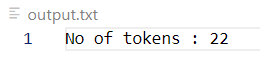 output.txt
1 No of tokens : 22